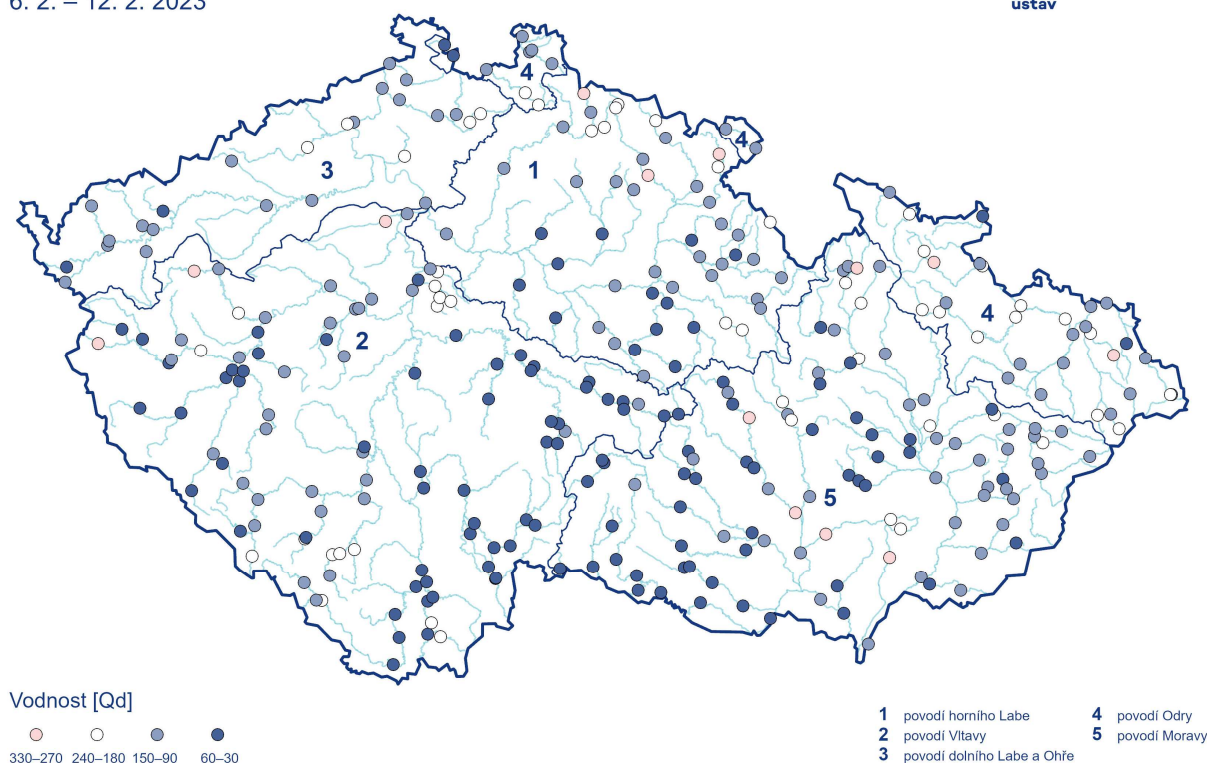 6. 2. – 12. 2. 2023
ústav
4
4
3
1
2
4
5
Vodnost [Qd]
330–270 240–180 150–90 60–30
1 povodí horního Labe
2 povodí Vltavy
3 povodí dolního Labe a Ohře
4 povodí Odry
5 povodí Moravy